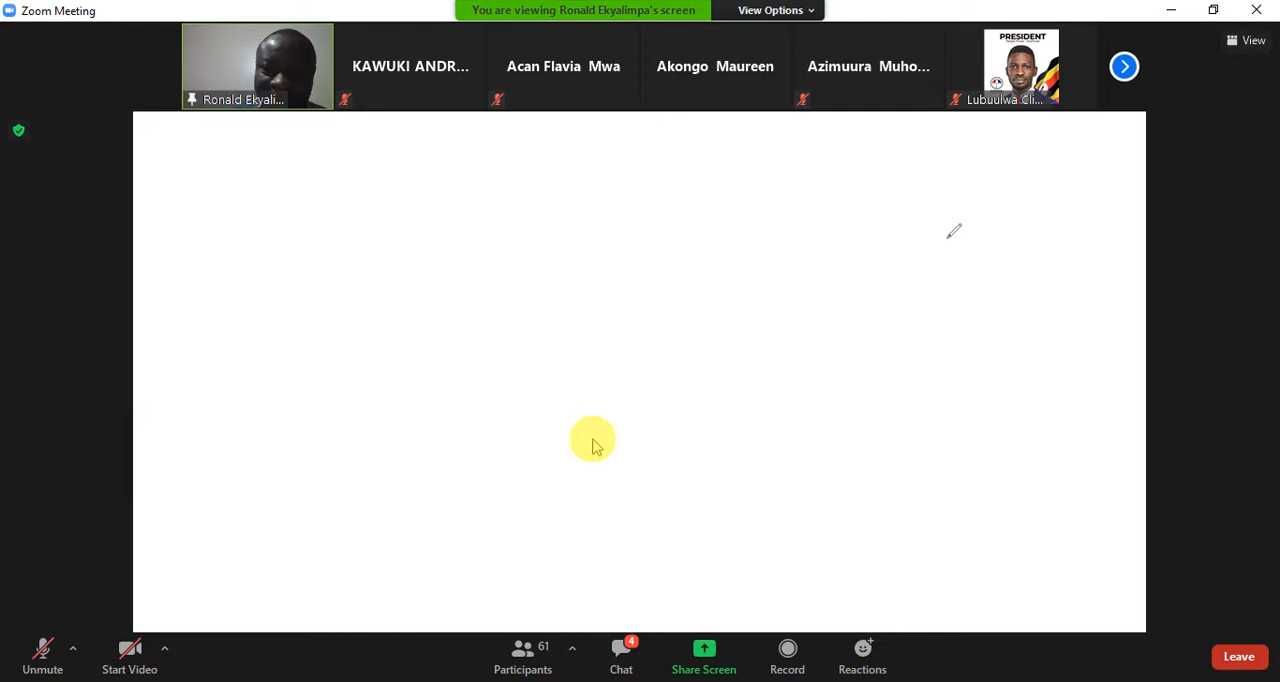 Zoom Meeting
You are viewing Ronald Ekyalimpa's screen
View Options
View
Ronald Ekyali...
KAWUKI ANDR...
Acan Flavia Mwa
Akongo Maureen
Azimuura Muho...
PRESIDENT
Lubuulwa Cli...
Unmute
Start Video
61
Participants
4
Chat
Share Screen
Record
Reactions
Leave